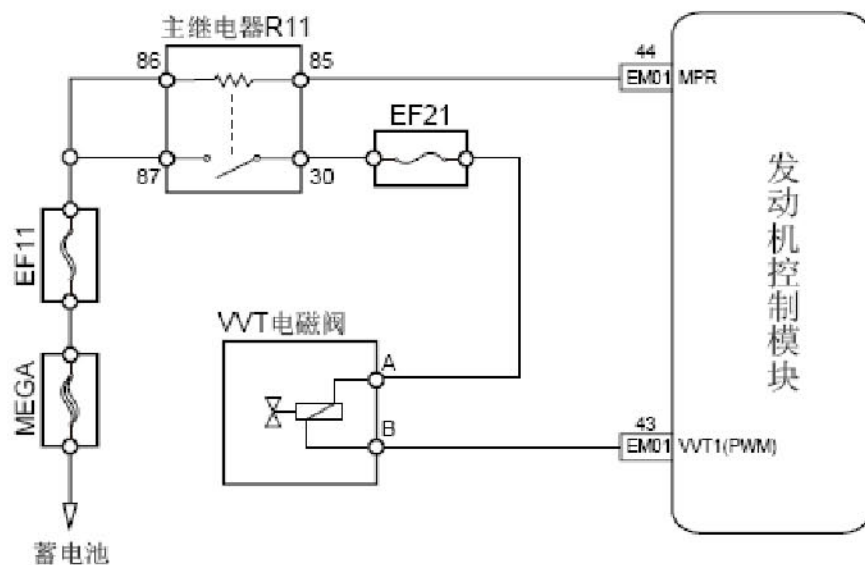 主继电器R11
86
85
44
EM01 MPR
EF21
87
30
发动机控制模块
EF11
VVT电磁阀
A
MEGA
B
43
EM01 VVT1(PWM)
蓄电池